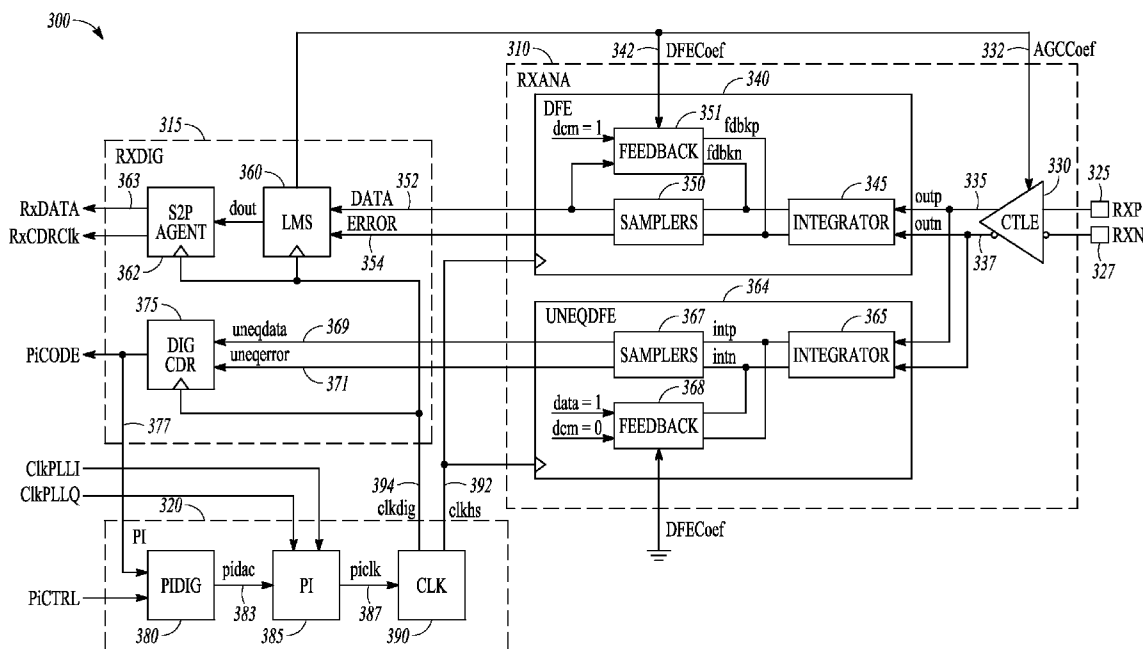 300
310
342
DFECoef
332
AGCCoef
RXANA
340
DFE
351
dcm = 1
FEEDBACK
fdbkp
fdbkn
315
RXDIG
360
363
352
350
345
335
330
325
RxDATA
S2P
AGENT
dout
LMS
DATA
SAMPLERS
INTEGRATOR
outp
CTLE
RXP
RxCDRClk
ERROR
outn
RXN
362
354
337
327
364
UNEQDFE
375
367
365
uneqdata
369
intp
PiCODE
DIG
CDR
uneqerror
SAMPLERS
intn
INTEGRATOR
371
368
data = 1
377
dcm = 0
FEEDBACK
ClkPLLI
ClkPLLQ
394
392
320
clkdig
clkhs
DFECoef
PI
PIDIG
pidac
PI
piclk
CLK
PiCTRL
383
387
380
385
390